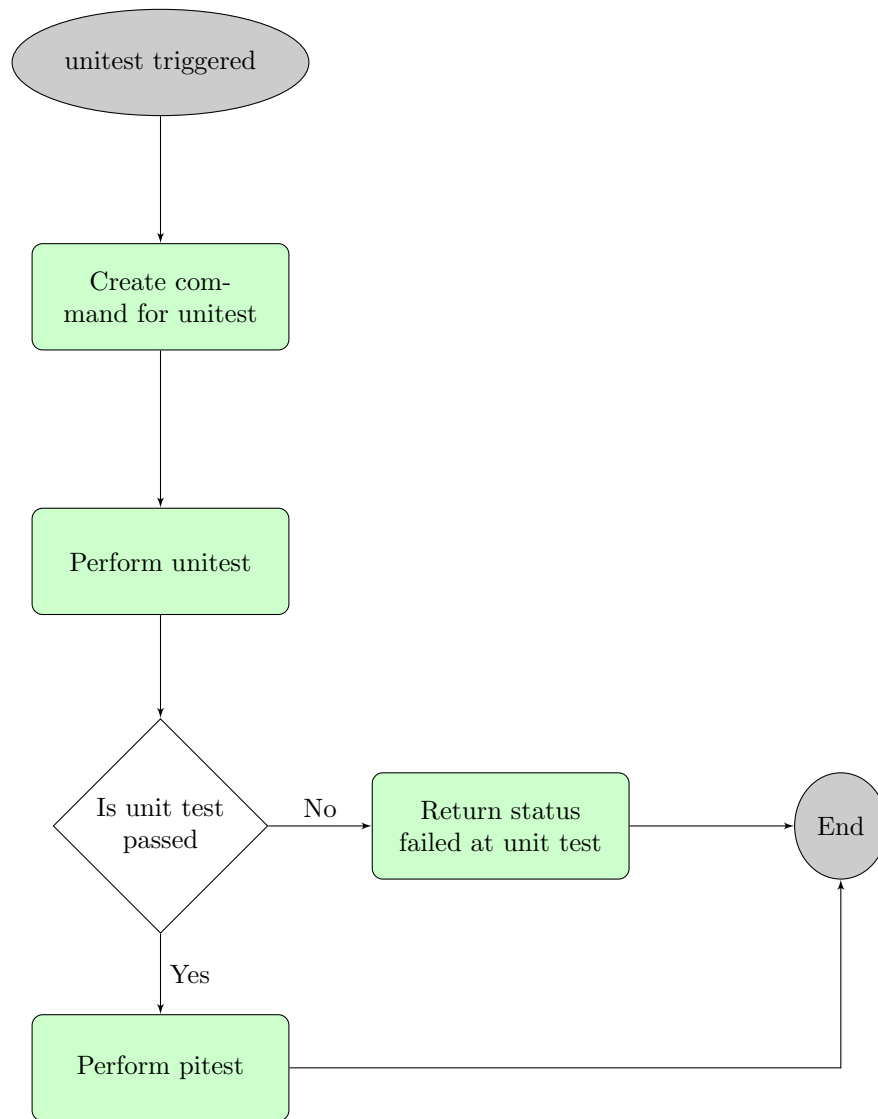 unitest triggered
Create com-
mand for unitest
Perform unitest
Is unit test
passed
No
Return status
failed at unit test
End
Yes
Perform pitest